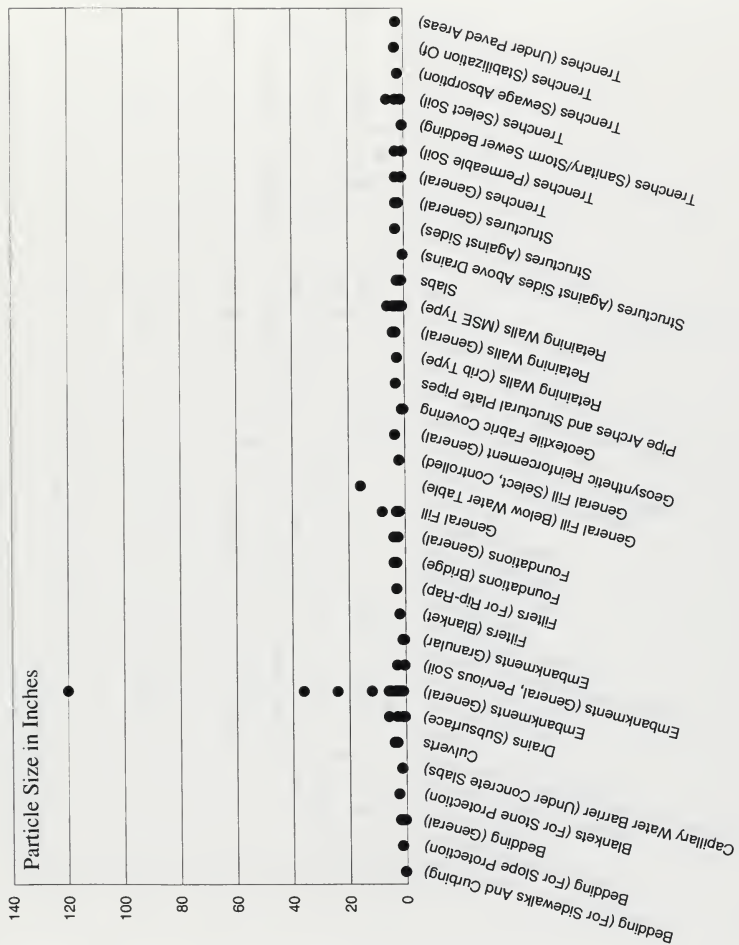 Particle Size in Inches
140
120
100
80
60
40
20
0
Bedding (For Sidewalks And Curbing)
Bedding (For Slope Protection)
Bedding (General)
Blankets (For Stone Protection)
Capillary Water Barrier (Under Concrete Slabs)
Culverts
Drains (Subsurface)
Embankments (General)
Embankments (General, Pervious Soil)
Embankments (Granular)
Filters (Blanket)
Filters (For Rip-Rap)
Foundations (Bridge)
Foundations (General)
General Fill
General Fill (Below Water Table)
General Fill (Select, Controlled)
Geosynthetic Reinforcement (General)
Geotextile Fabric Covering
Pipe Arches and Structural Plate Pipes
Retaining Walls (Crib Type)
Retaining Walls (General)
Retaining Walls (MSE Type)
Slabs
Structures (Against Sides Above Drains)
Structures (Against Sides)
Structures (General)
Trenches (General)
Trenches (Permeable Soil)
Trenches (Sanitary/Storm Sewer Bedding)
Trenches (Select Soil)
Trenches (Sewage Absorption)
Trenches (Stabilization Of)
Trenches (Under Paved Areas)